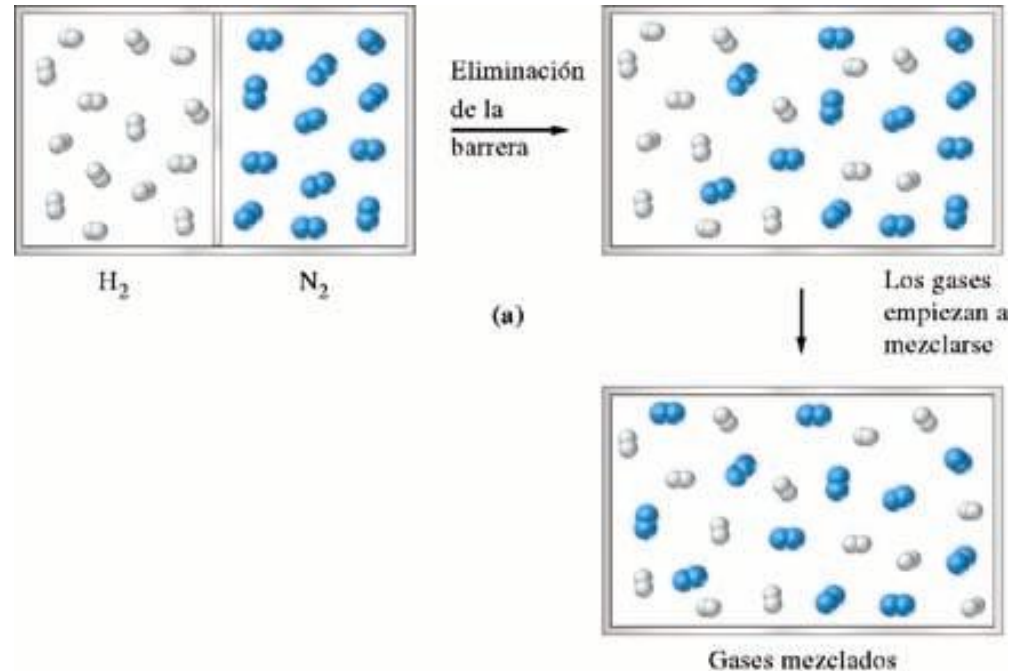 Eliminación
de la
barrera
H₂
N₂
(a)
Los gases
empiezan a
mezclarse
Gases mezclados